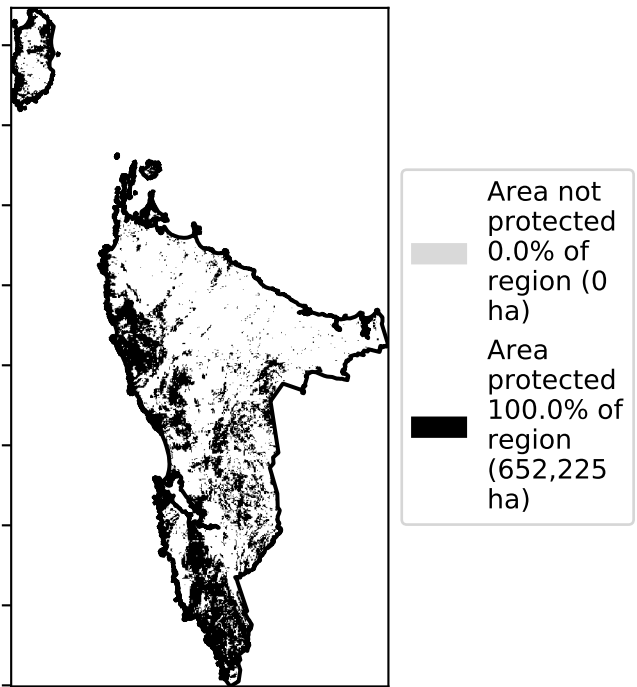 Area not
protected
0.0% of
region (0
ha)
Area
protected
100.0% of
region
(652,225
ha)